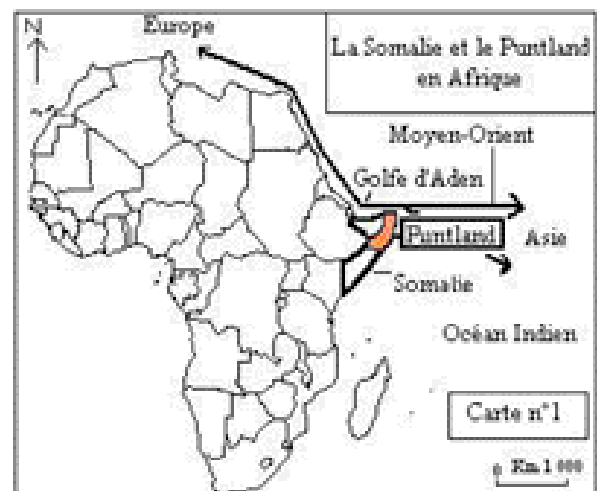 N
Europe
La Somalie et le Puntland
en Afrique
Moyen-Orient
Golfe d'Aden
Puntland
Asie
Somalie
Océan Indien
Carte n°1
0 Km 1 000